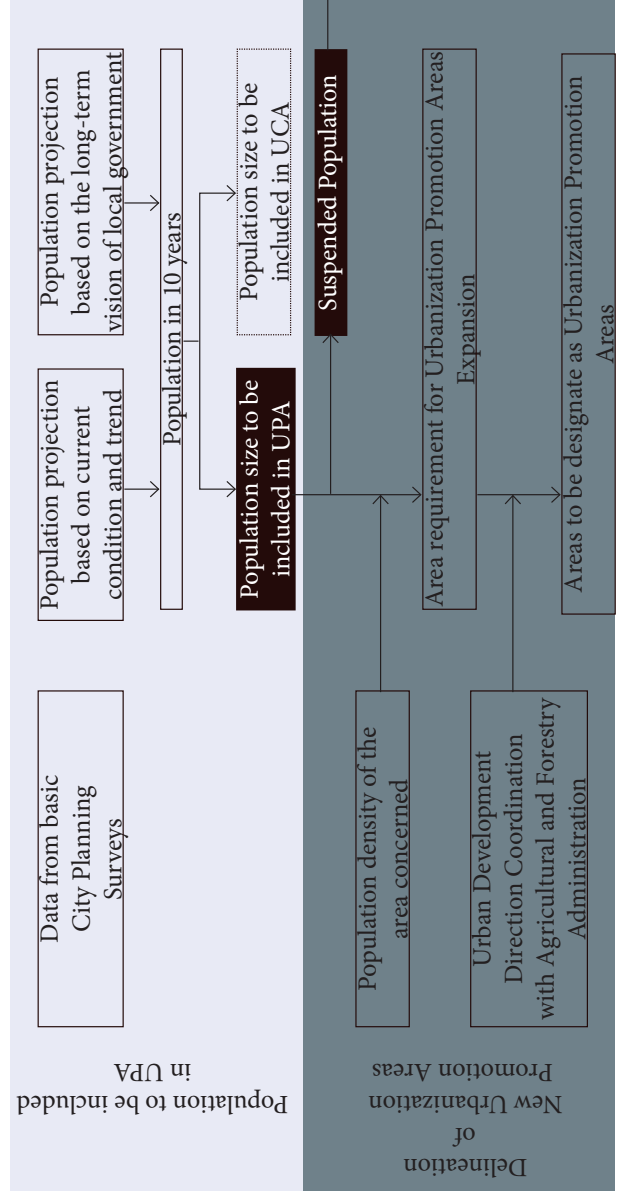 Population to be included
in UPA
Data from basic
City Planning
Surveys
Population projection
based on current
condition and trend
Population projection
based on the long-term
vision of local government
Population in 10 years
Population size to be
included in UPA
Population size to be
included in UCA
Delineation
of
New Urbanization
Promotion Areas
Suspended Population
Population density of the
area concerned
Area requirement for Urbanization Promotion Areas
Expansion
Urban Development
Direction Coordination
with Agricultural and Forestry
Administration
Areas to be designate as Urbanization Promotion
Areas